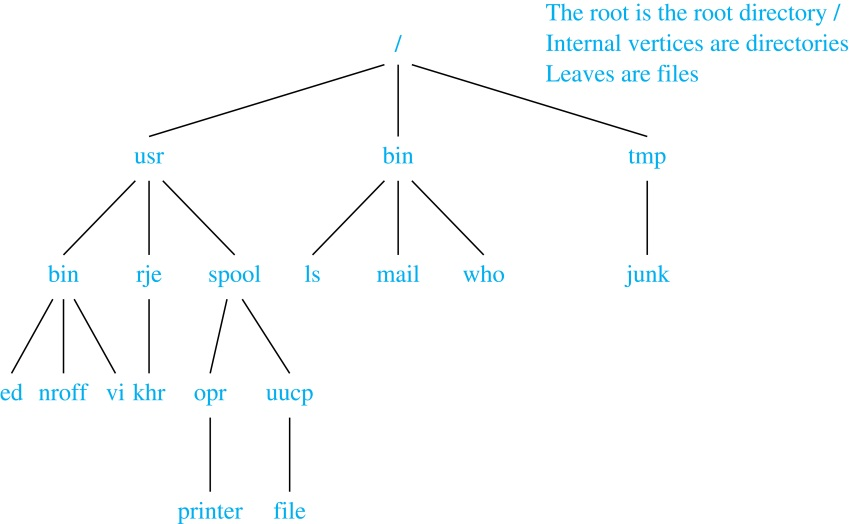 The root is the root directory /
Internal vertices are directories
Leaves are files
/
usr bin tmp
bin rje spool ls mail who junk
ed nroff vi khr opr uucp
printer file